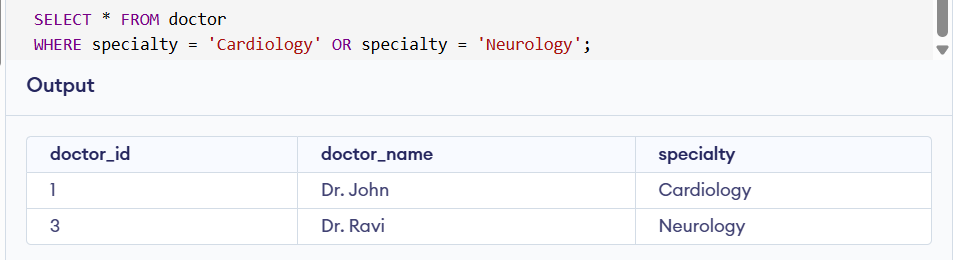 SELECT * FROM doctor
WHERE specialty = 'Cardiology' OR specialty = 'Neurology';
Output
doctor_id doctor_name specialty
1 Dr. John Cardiology
3 Dr. Ravi Neurology